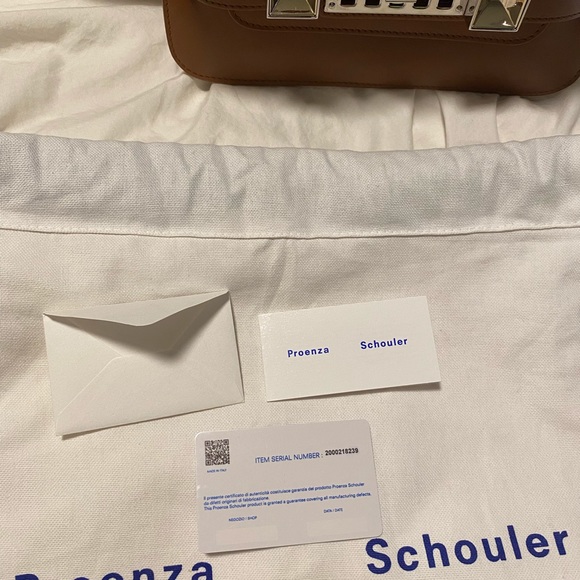 Proenza Schouler
ITEM SERIAL NUMBER : 2000218239
MADE IN ITALY
Il presente certificato di autenticità costituisce garanzia del prodotto Proenza Schouler
da difetti originari di fabbricazione.
This Proenza Schouler product is granted a guarantee covering all manufacturing defects.
NEGOZIO / SHOP DATA / DATE
Proenza Schouler